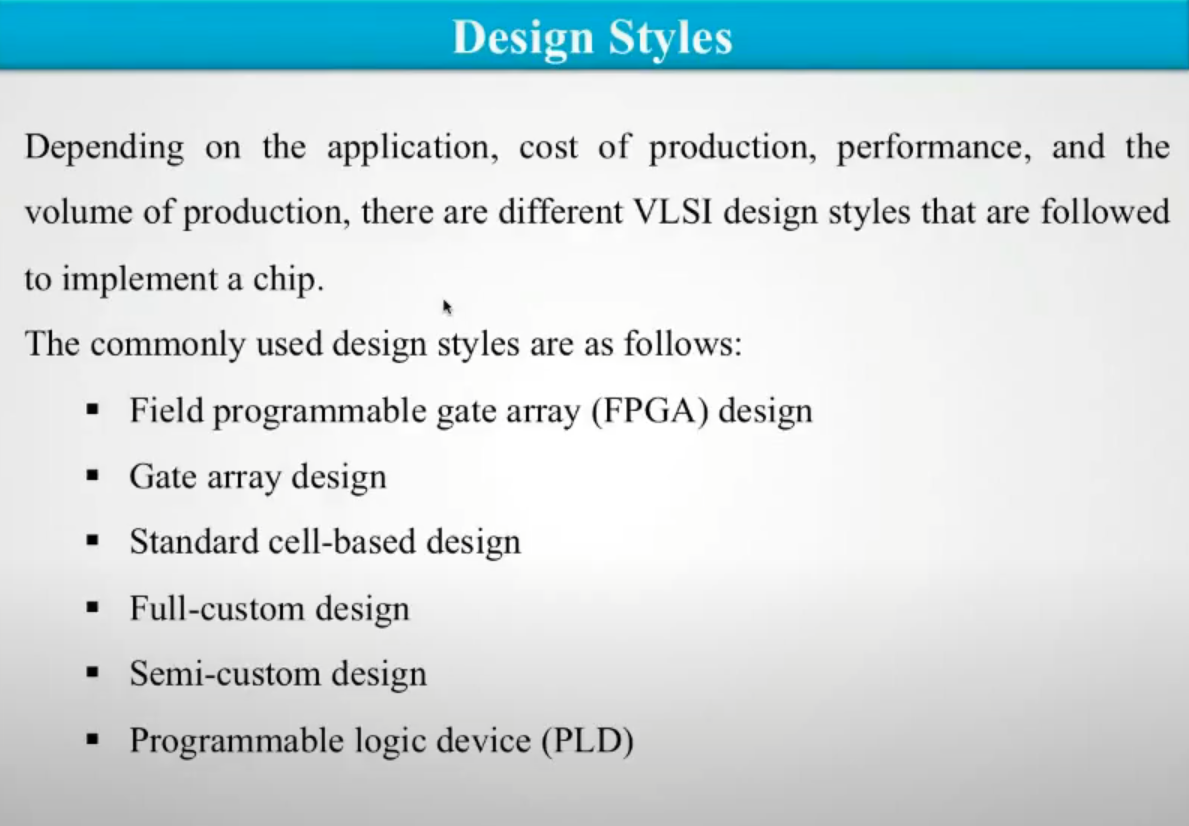 Design Styles
Depending on the application, cost of production, performance, and the
volume of production, there are different VLSI design styles that are followed
to implement a chip.
The commonly used design styles are as follows:
▪ Field programmable gate array (FPGA) design
▪ Gate array design
▪ Standard cell-based design
▪ Full-custom design
▪ Semi-custom design
▪ Programmable logic device (PLD)